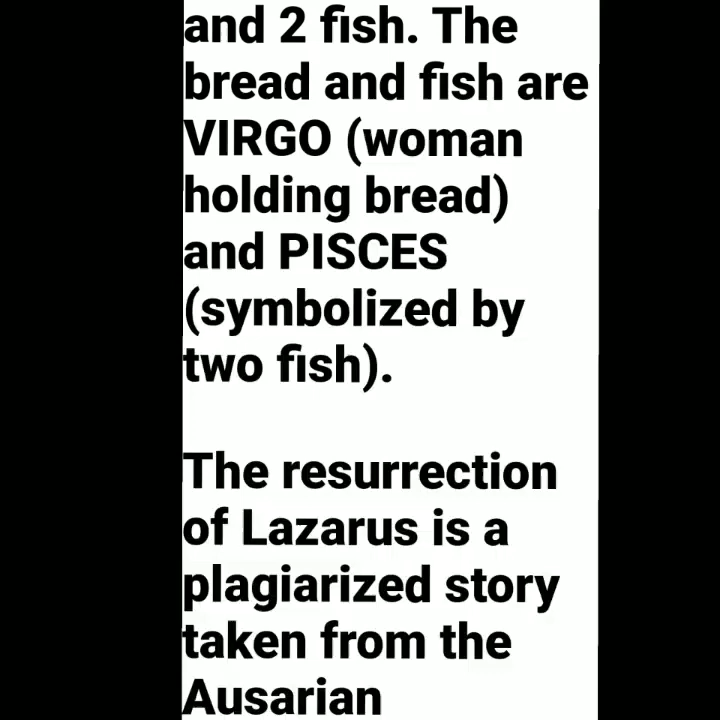 and 2 fish. The
bread and fish are
VIRGO (woman
holding bread)
and PISCES
(symbolized by
two fish).
The resurrection
of Lazarus is a
plagiarized story
taken from the
Ausarian